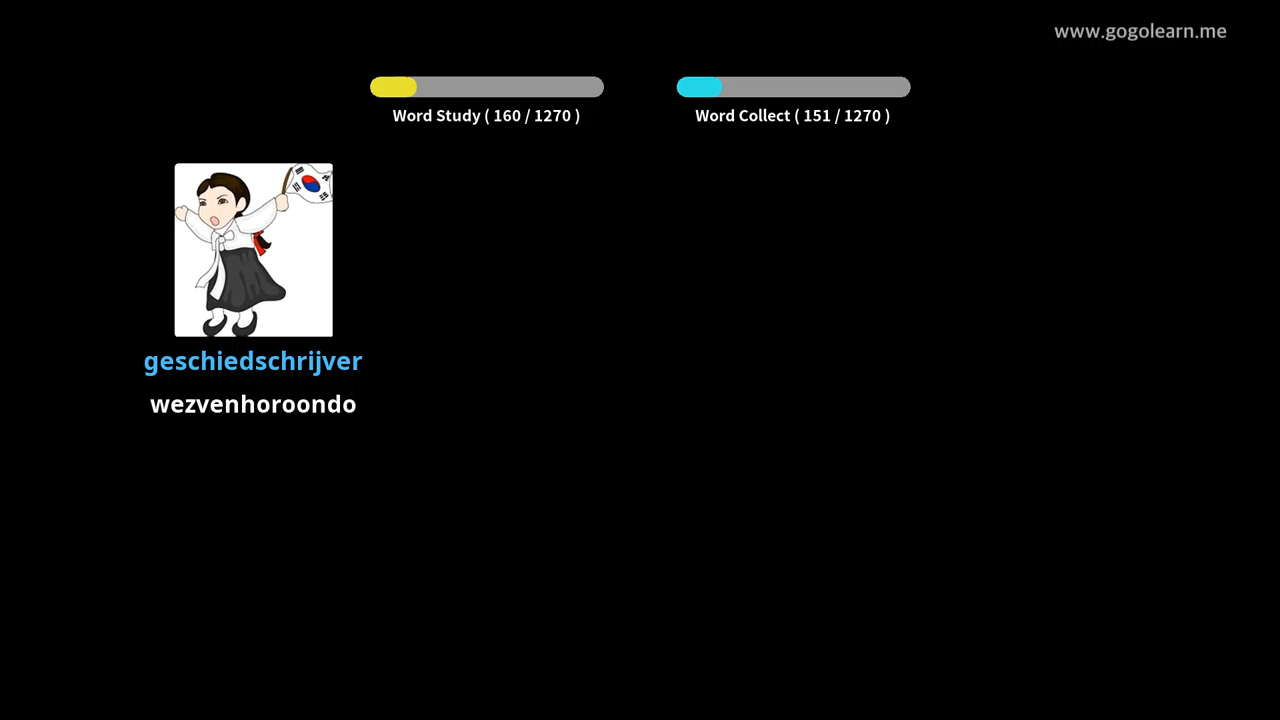 www.gogolearn.me
Word Study ( 160 / 1270 )
Word Collect ( 151 / 1270 )
geschiedschrijver
wezvenhoroondo